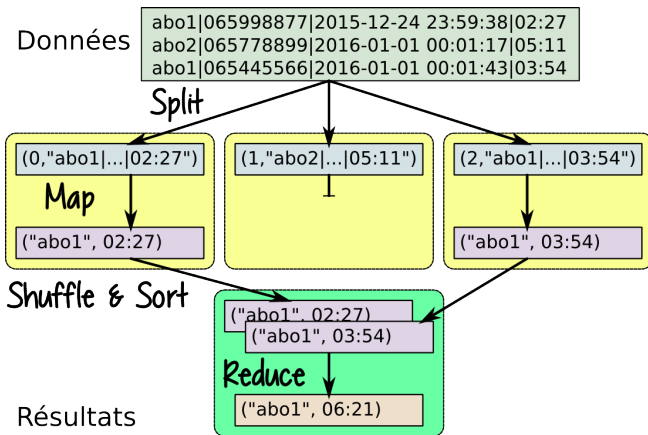 Données
abo1|065998877|2015-12-24 23:59:38|02:27
abo2|065778899|2016-01-01 00:01:17|05:11
abo1|065445566|2016-01-01 00:01:43|03:54
Split
(0,"abo1|...|02:27")
(1,"abo2|...|05:11")
(2,"abo1|...|03:54")
Map
("abo1", 02:27)
("abo1", 03:54)
Shuffle & Sort
("abo1", 02:27)
("abo1", 03:54)
Reduce
("abo1", 06:21)
Résultats